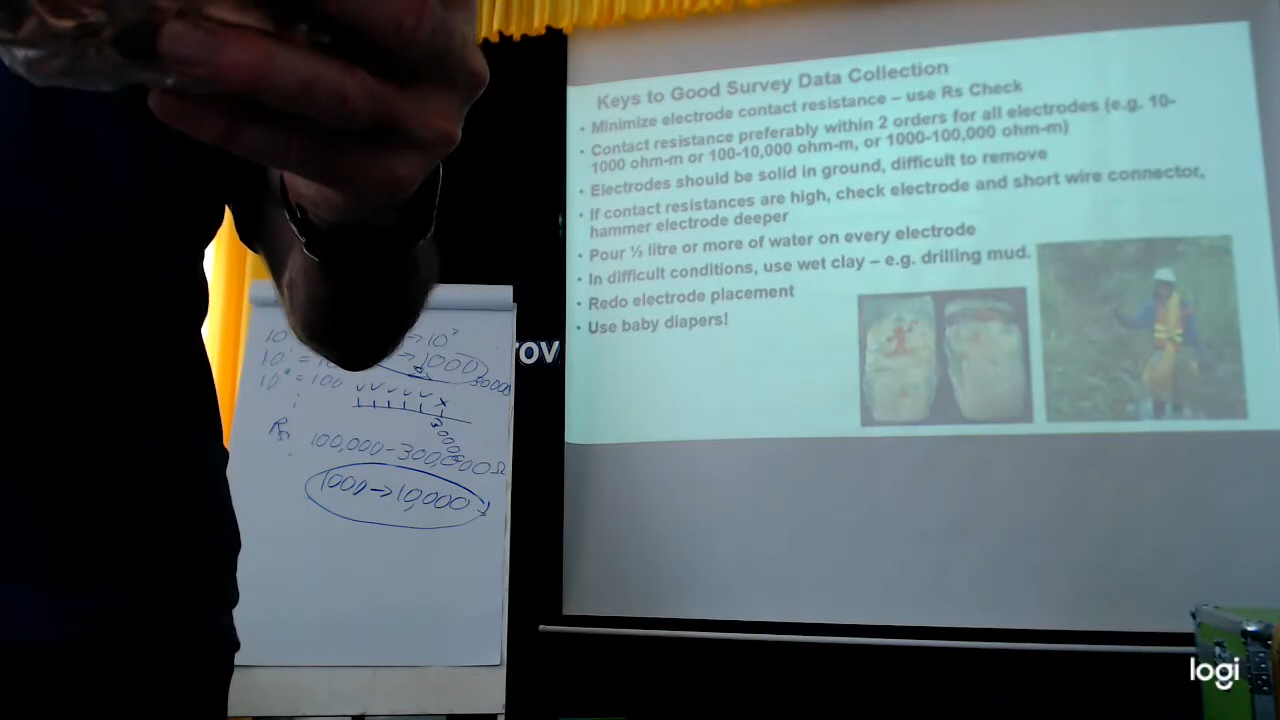 Keys to Good Survey Data Collection
• Minimize electrode contact resistance – use Rs Check
• Contact resistance preferably within 2 orders for all electrodes (e.g. 10-
1000 ohm-m or 100-10,000 ohm-m, or 1000-100,000 ohm-m)
• Electrodes should be solid in ground, difficult to remove
• If contact resistances are high, check electrode and short wire connector,
hammer electrode deeper
• Pour ½ litre or more of water on every electrode
• In difficult conditions, use wet clay – e.g. drilling mud.
• Redo electrode placement
• Use baby diapers!
ROV
→1000
= 100
100,000-300,000Ω
1000→10,000
logi